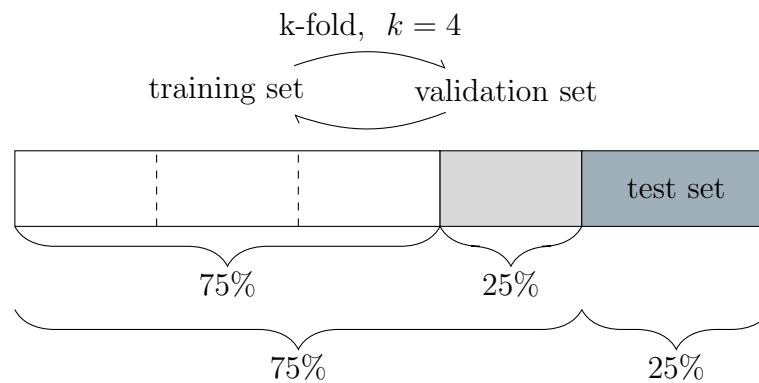 k-fold, k = 4
training set validation set
test set
75% 25%
75% 25%